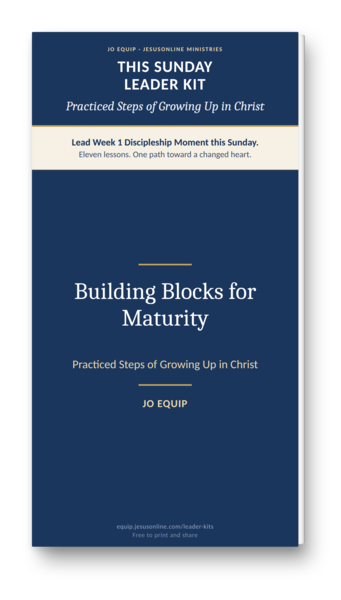 JO EQUIP · JESUSONLINE MINISTRIES
THIS SUNDAY
LEADER KIT
Practiced Steps of Growing Up in Christ
Lead Week 1 Discipleship Moment this Sunday.
Eleven lessons. One path toward a changed heart.
Building Blocks for
Maturity
Practiced Steps of Growing Up in Christ
JO EQUIP
equip.jesusonline.com/leader-kits
Free to print and share